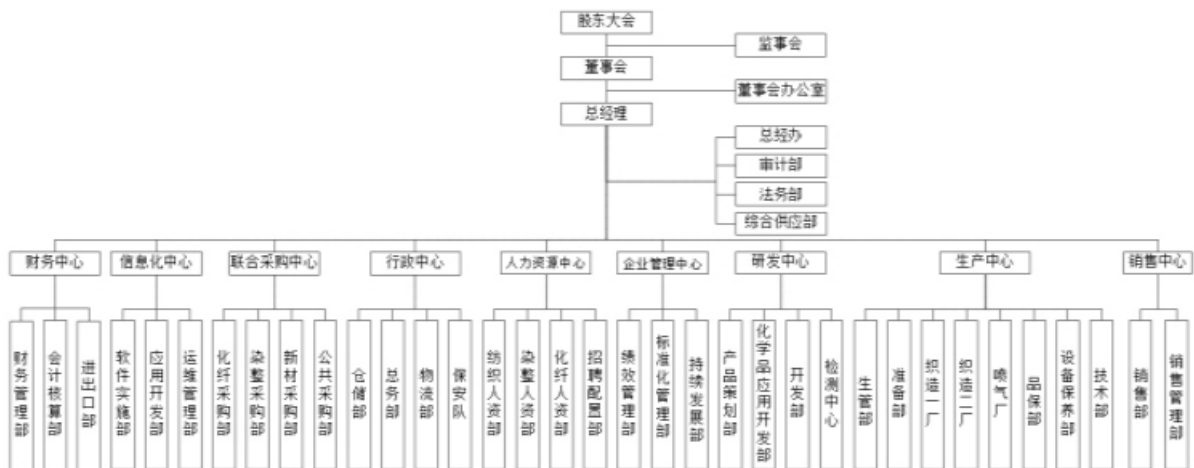 股东大会
监事会
董事会
董事会办公室
总经理
总经办
审计部
法务部
综合供应部
财务中心
信息化中心
联合采购中心
行政中心
人力资源中心
企业管理中心
研发中心
生产中心
销售中心
财务管理部
会计核算部
进出口部
软件实施部
应用开发部
运维管理部
化纤采购部
染整采购部
新材采购部
公共采购部
仓储部
总务部
物流部
保安队
纺织人资部
染整人资部
化纤人资部
招聘配置部
绩效管理部
标准化管理部
持续发展部
产品策划部
化学品应用开发部
开发部
检测中心
生管部
准备部
织造一厂
织造二厂
喷气厂
品保部
设备保养部
技术部
销售部
销售管理部